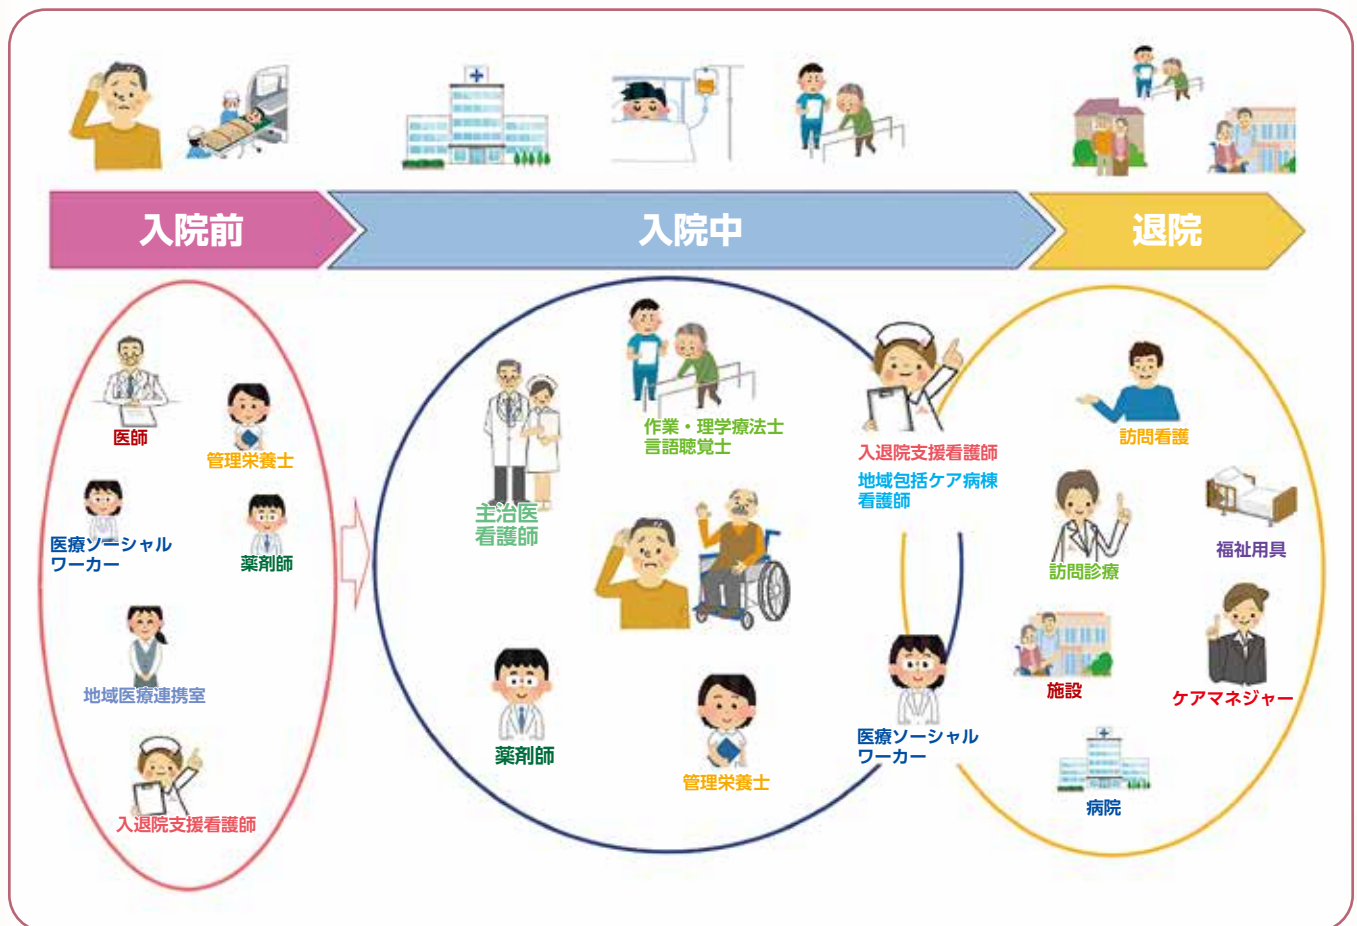 入院前
入院中
退院
医師
管理栄養士
医療ソーシャル
ワーカー
薬剤師
地域医療連携室
入退院支援看護師
作業・理学療法士
言語聴覚士
主治医
看護師
薬剤師
管理栄養士
入退院支援看護師
地域包括ケア病棟
看護師
医療ソーシャル
ワーカー
訪問看護
訪問診療
福祉用具
施設
ケアマネジャー
病院